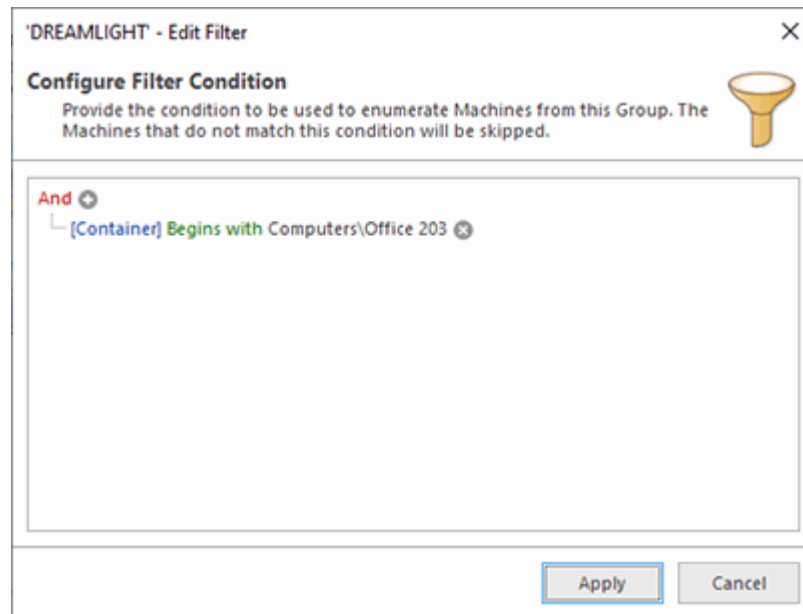 'DREAMLIGHT' - Edit Filter
Configure Filter Condition
Provide the condition to be used to enumerate Machines from this Group. The
Machines that do not match this condition will be skipped.
And
[Container] Begins with Computers\Office 203
Apply Cancel